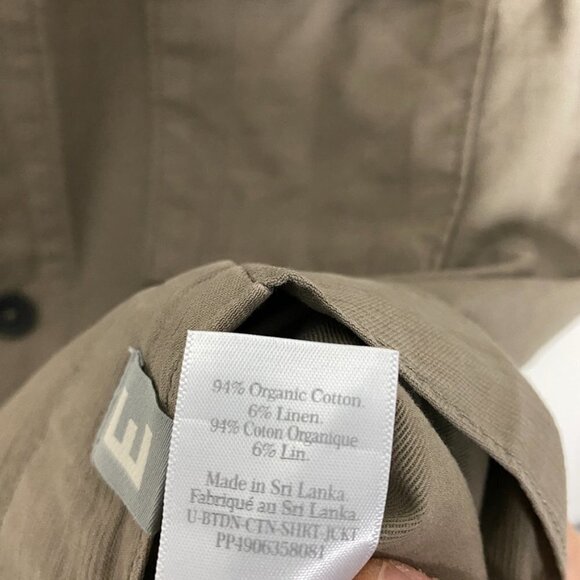 94% Organic Cotton.
6% Linen.
94% Coton Organique
6% Lin.
Made in Sri Lanka.
Fabriqué au Sri Lanka.
U-BTDN-CTN-SHRT-JCKT
PP4906358081
E